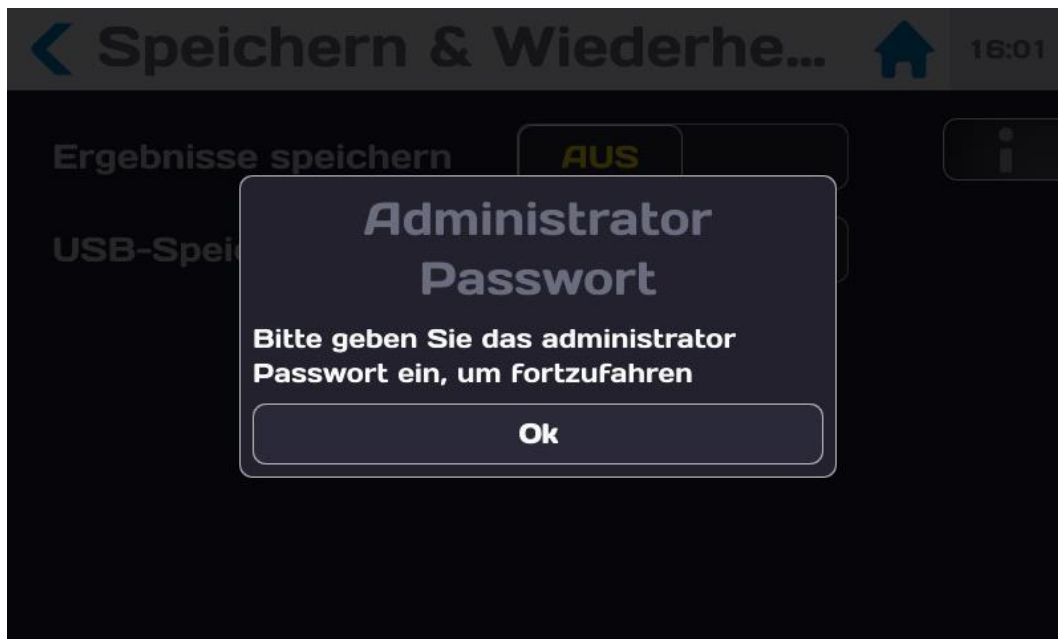 Speichern & Wiederhe...
16:01
Ergebnisse speichern
AUS
USB-Spei
Administrator
Passwort
Bitte geben Sie das administrator
Passwort ein, um fortzufahren
Ok